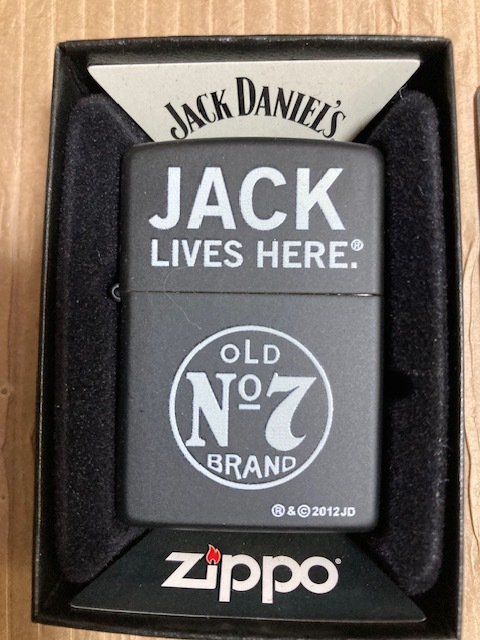 JACK DANIEL'S
JACK
LIVES HERE.®
OLD
Nº7
BRAND
®&©2012JD
zippo®